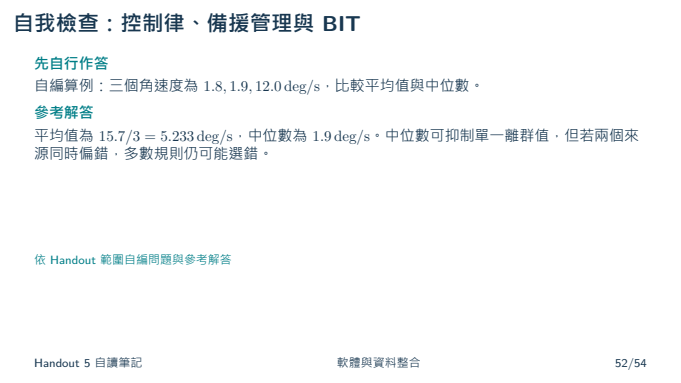 自我檢查：控制律、備援管理與 BIT
先自行作答
自編算例：三個角速度為 1.8, 1.9, 12.0 deg/s，比較平均值與中位數。
參考解答
平均值為 15.7/3 = 5.233 deg/s，中位數為 1.9 deg/s。中位數可抑制單一離群值，但若兩個來
源同時偏錯，多數規則仍可能選錯。
依 Handout 範圍自編問題與參考解答
Handout 5 自讀筆記
軟體與資料整合
52/54